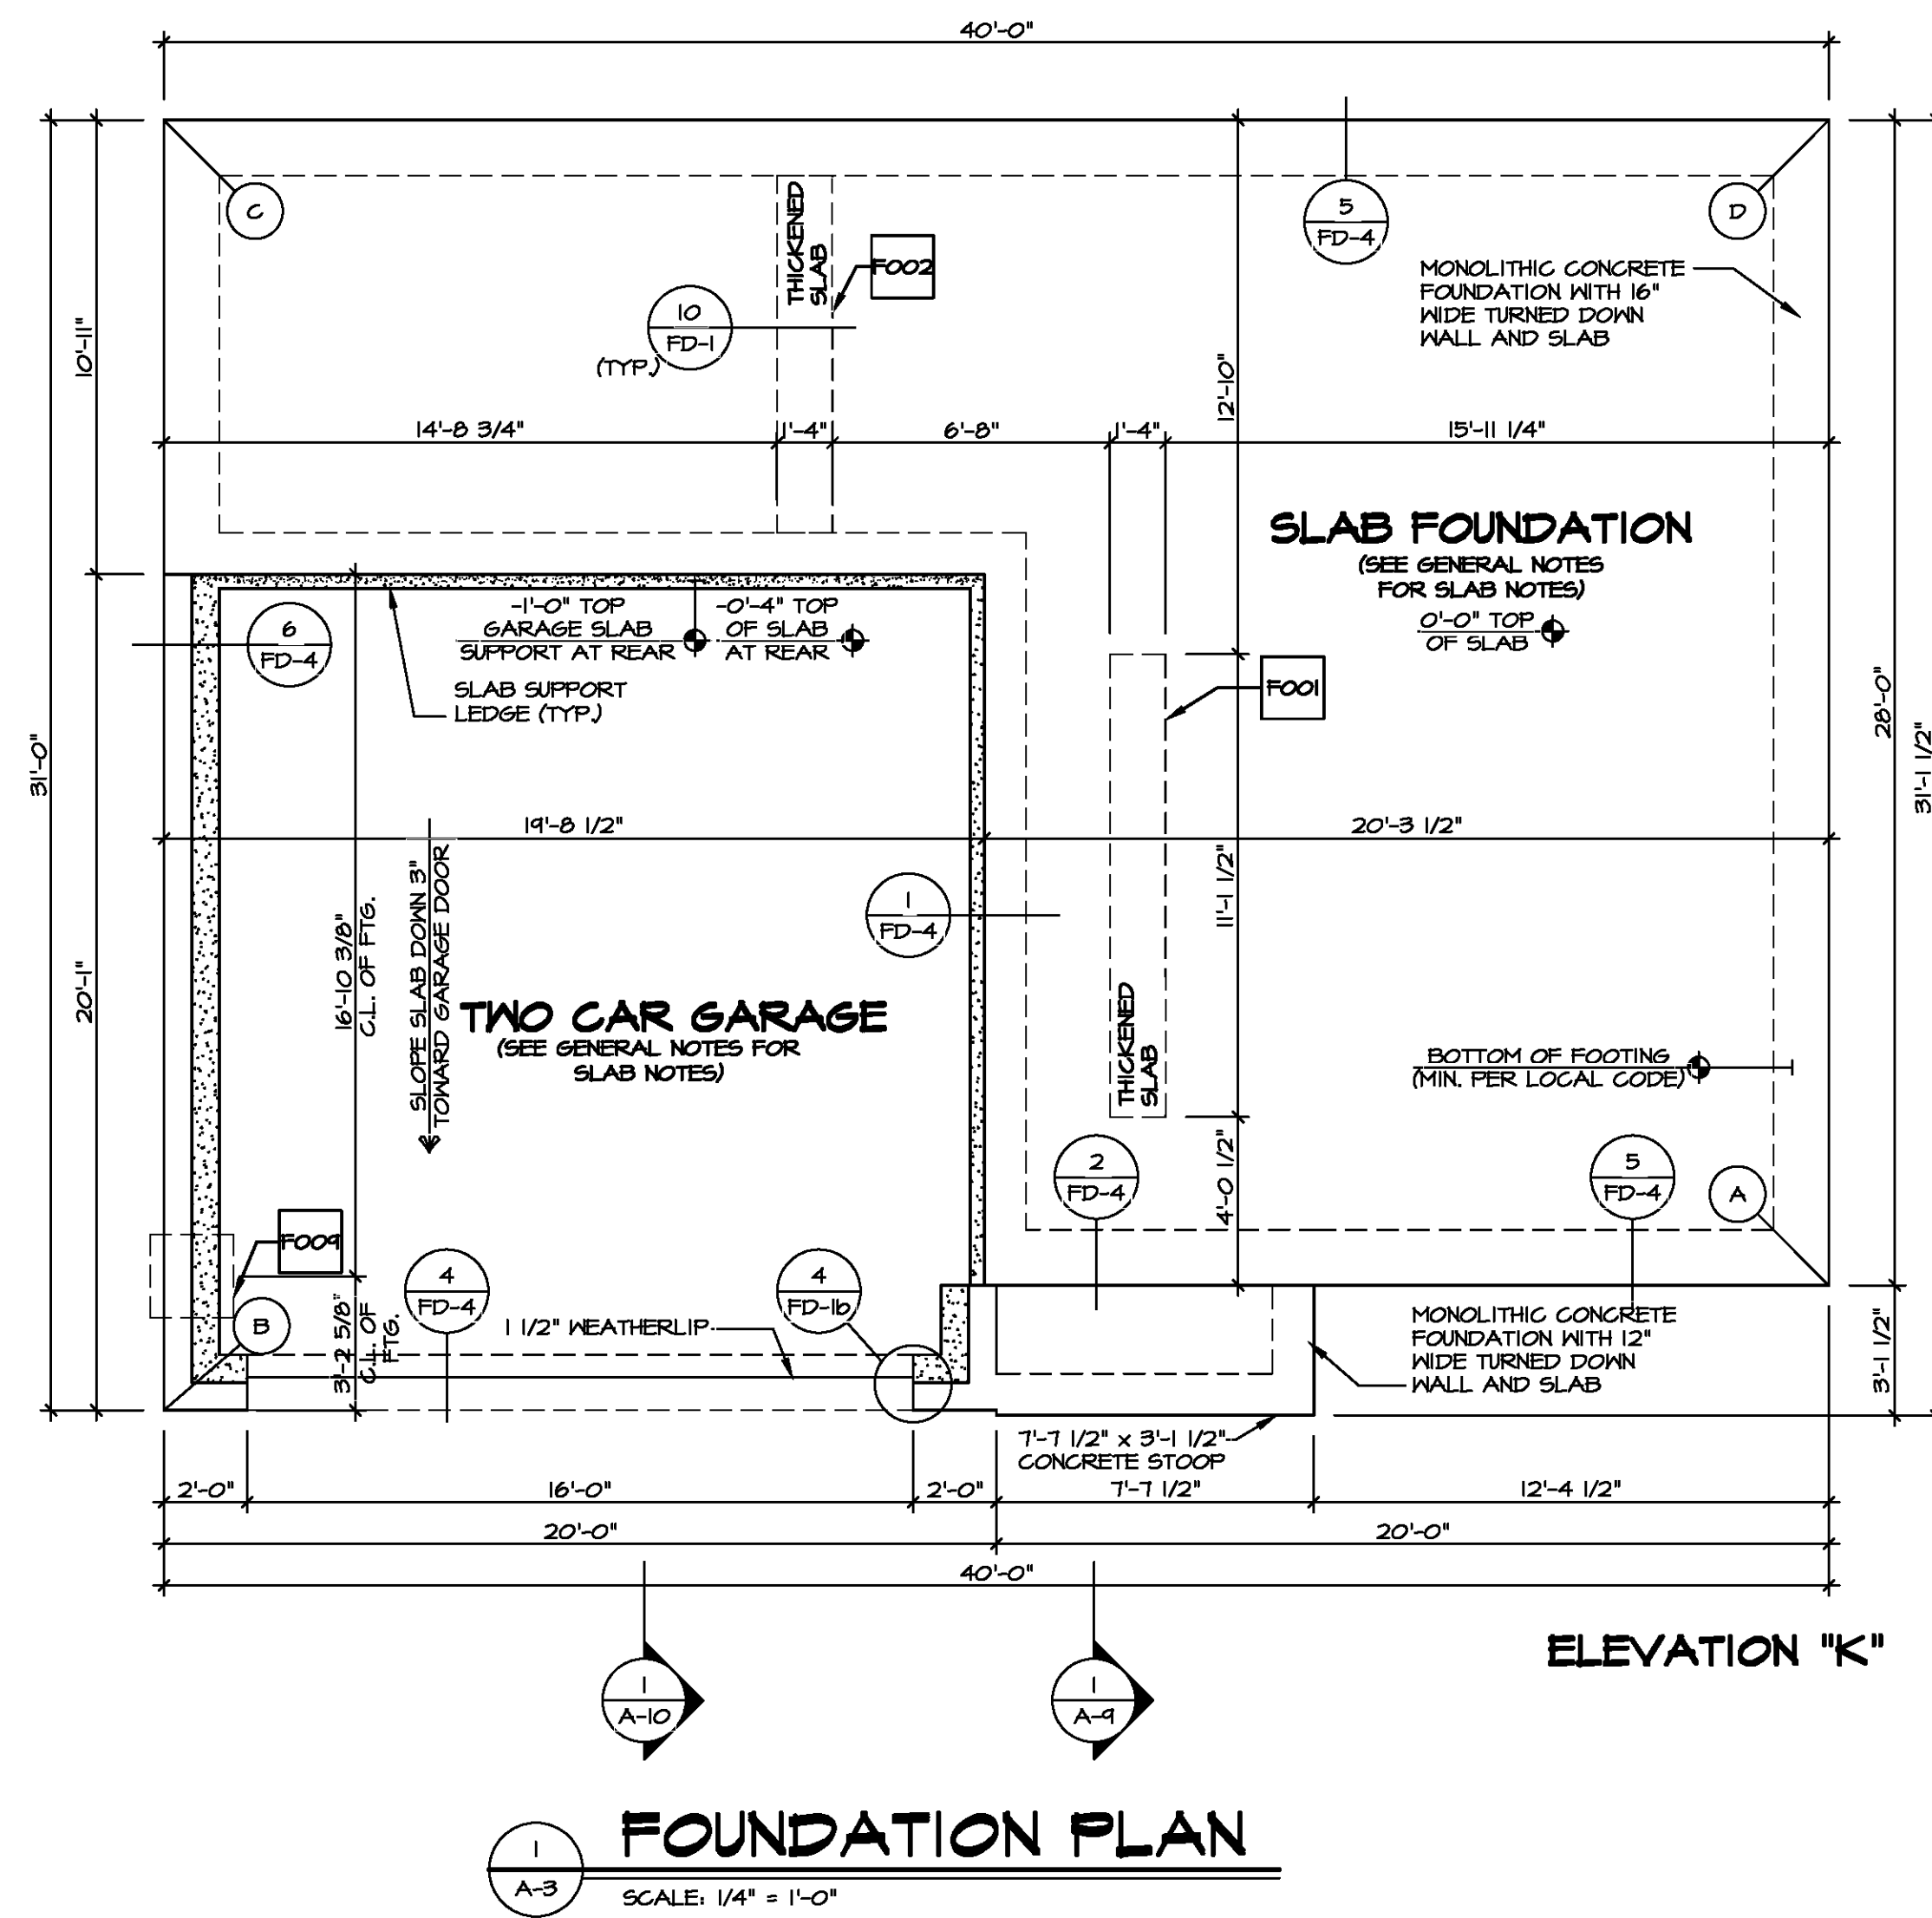 40'-0"
C
THICKENED
SLAB
F002
10
FD-1
(TYP.)
5
FD-4
D
MONOLITHIC CONCRETE
FOUNDATION WITH 16"
WIDE TURNED DOWN
WALL AND SLAB
10'-11"
12'-10"
14'-8 3/4"
1'-4"
6'-8"
1'-4"
15'-11 1/4"
SLAB FOUNDATION
(SEE GENERAL NOTES
FOR SLAB NOTES)
0'-0" TOP
OF SLAB
-1'-0" TOP
GARAGE SLAB
SUPPORT AT REAR
-0'-4" TOP
OF SLAB
AT REAR
6
FD-4
SLAB SUPPORT
LEDGE (TYP.)
F001
31'-0"
28'-0"
31'-1 1/2"
19'-8 1/2"
20'-3 1/2"
20'-1"
16'-10 3/8"
C.L. OF FTG.
SLOPE SLAB DOWN 3"
TOWARD GARAGE DOOR
1
FD-4
11'-1 1/2"
TWO CAR GARAGE
(SEE GENERAL NOTES FOR
SLAB NOTES)
THICKENED
SLAB
BOTTOM OF FOOTING
(MIN. PER LOCAL CODE)
2
FD-4
4'-0 1/2"
5
FD-4
A
F009
B
3'-2 5/8"
C.L. OF
FTG.
4
FD-4
4
FD-1b
1 1/2" WEATHERLIP
MONOLITHIC CONCRETE
FOUNDATION WITH 12"
WIDE TURNED DOWN
WALL AND SLAB
3'-1 1/2"
7'-7 1/2" x 3'-1 1/2"
CONCRETE STOOP
2'-0"
16'-0"
2'-0"
7'-7 1/2"
12'-4 1/2"
20'-0"
20'-0"
40'-0"
ELEVATION "K"
1
A-10
1
A-9
FOUNDATION PLAN
1
A-3
SCALE: 1/4" = 1'-0"